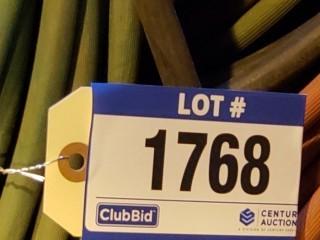 LOT #
1768
ClubBid
CENTUR
AUCTION